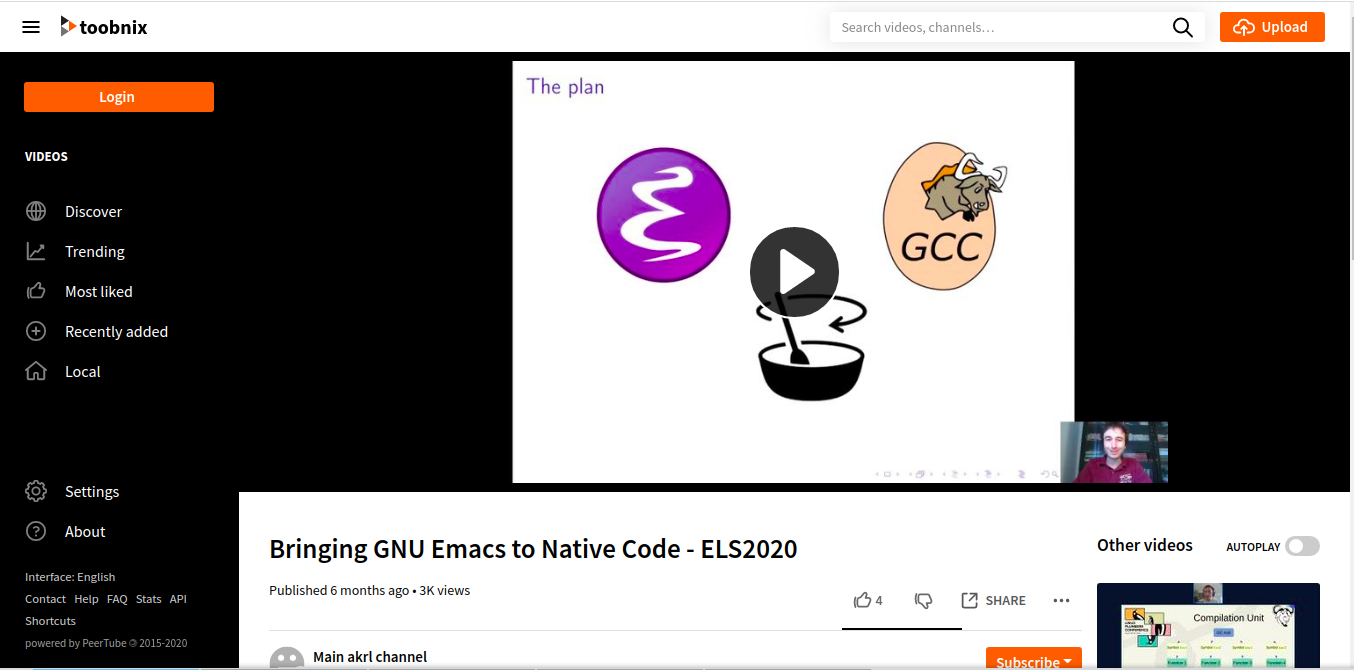 toobnix
Search videos, channels…
Upload
Login
VIDEOS
Discover
Trending
Most liked
Recently added
Local
Settings
About
Interface: English
Contact Help FAQ Stats API
Shortcuts
powered by PeerTube © 2015-2020
The plan
GCC
Bringing GNU Emacs to Native Code - ELS2020
Published 6 months ago • 3K views
4
SHARE
Main akrl channel
Subscribe
Other videos
AUTOPLAY
Compilation Unit